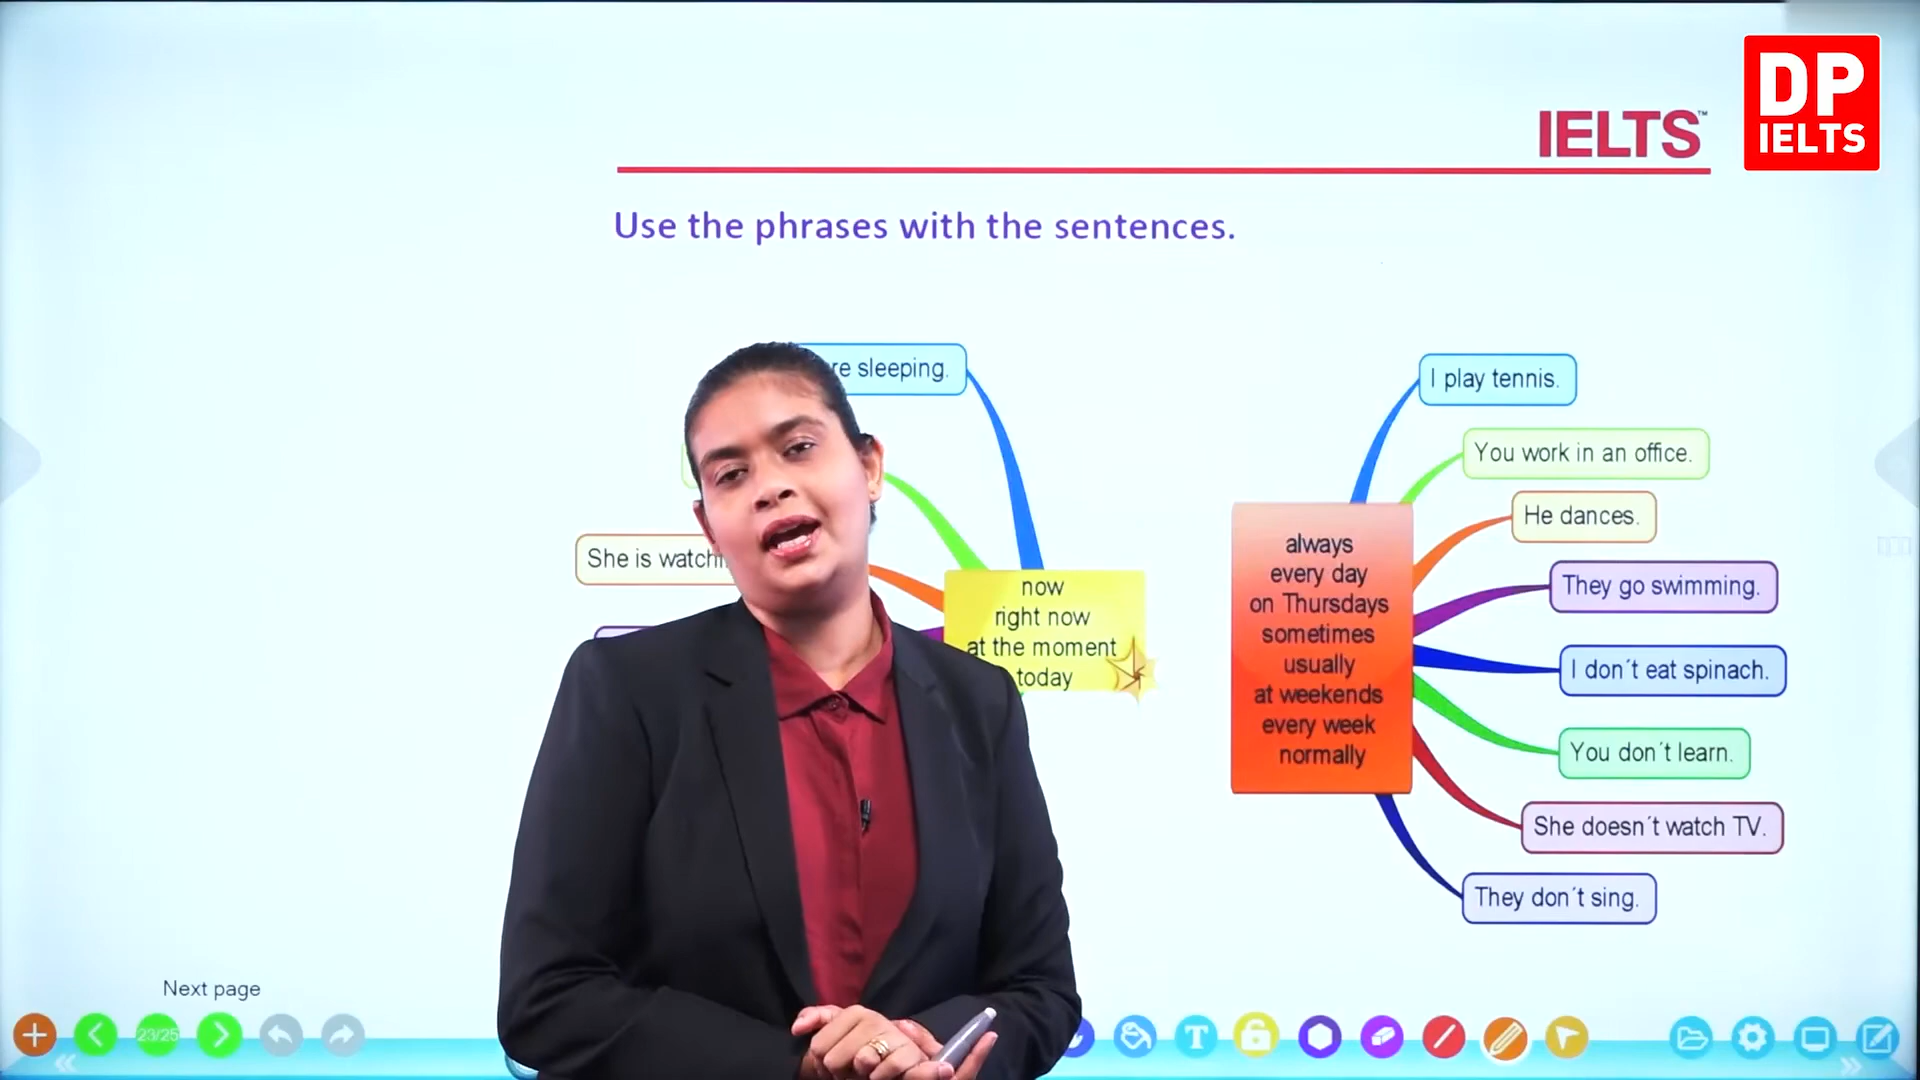 DP
IELTS
IELTS™
Use the phrases with the sentences.
sleeping.
She is
now
right now
at the moment
today
always
every day
on Thursdays
sometimes
usually
at weekends
every week
normally
I play tennis.
You work in an office.
He dances.
They go swimming.
I don´t eat spinach.
You don´t learn.
She doesn´t watch TV.
They don´t sing.
Next page
23/25
T